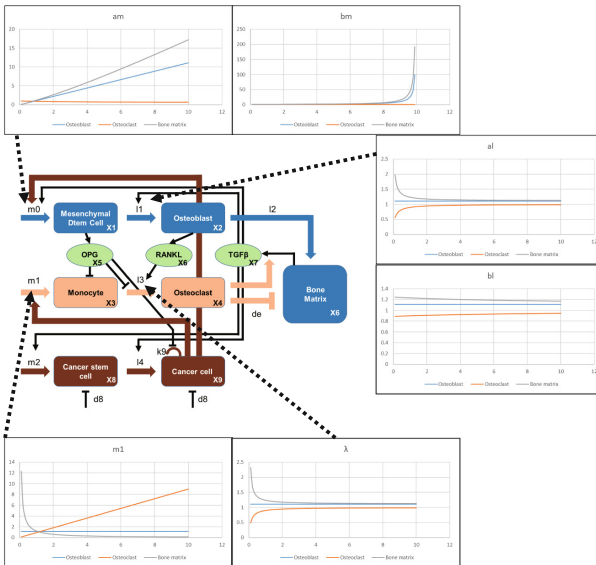 am
20
15
10
5
0
0 2 4 6 8 10 12
Osteoblast Osteoclast Bone matrix
bm
250
200
150
100
50
0
0 2 4 6 8 10 12
Osteoblast Osteoclast Bone matrix
al
2.5
2
1.5
1
0.5
0
0 2 4 6 8 10 12
Osteoblast Osteoclast Bone matrix
bl
1.4
1.2
1
0.8
0.6
0.4
0.2
0
0 2 4 6 8 10 12
Osteoblast Osteoclast Bone matrix
m0
Mesenchymal
Dtem Cell
X1
l1
Osteoblast
X2
l2
OPG
X5
RANKL
X6
TGFβ
X7
m1
Monocyte
X3
l3
Osteoclast
X4
de
Bone
Matrix
X6
k9
m2
Cancer stem
cell
X8
l4
Cancer cell
X9
d8
d8
m1
14
12
10
8
6
4
2
0
0 2 4 6 8 10 12
Osteoblast Osteoclast Bone matrix
λ
2.5
2
1.5
1
0.5
0
0 2 4 6 8 10 12
Osteoblast Osteoclast Bone matrix